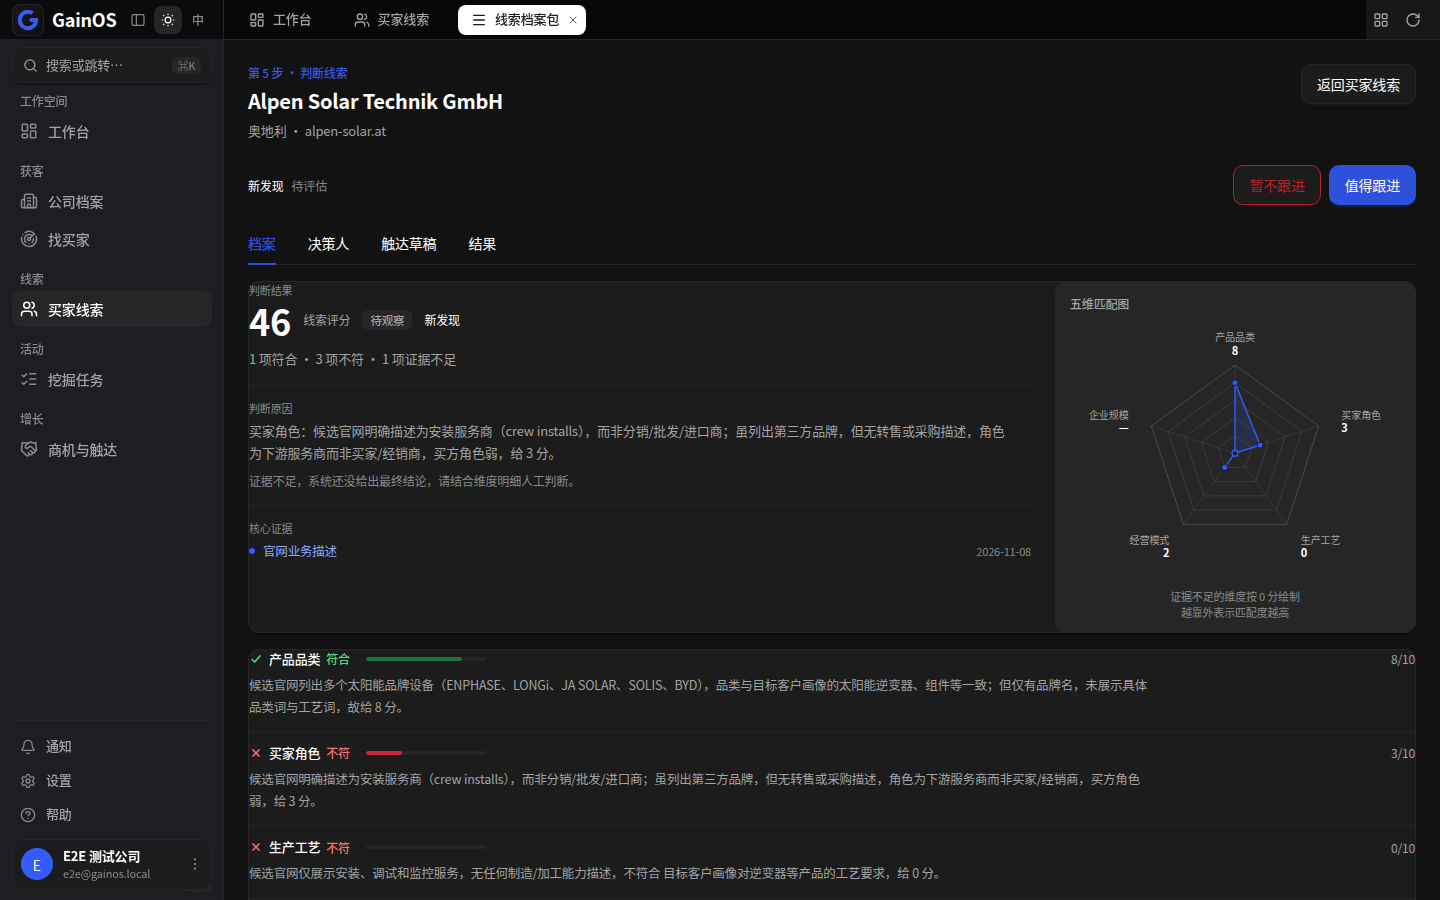 GainOS
中
搜索或跳转…
⌘K
工作空间
工作台
获客
公司档案
找买家
线索
买家线索
活动
挖掘任务
增长
商机与触达
通知
设置
帮助
E
E2E 测试公司
e2e@gainos.local
工作台
买家线索
线索档案包
第 5 步 · 判断线索
Alpen Solar Technik GmbH
奥地利 · alpen-solar.at
返回买家线索
新发现 待评估
暂不跟进
值得跟进
档案
决策人
触达草稿
结果
判断结果
46 线索评分 待观察 新发现
1 项符合 · 3 项不符 · 1 项证据不足
判断原因
买家角色：候选官网明确描述为安装服务商（crew installs），而非分销/批发/进口商；虽列出第三方品牌，但无转售或采购描述，角色
为下游服务商而非买家/经销商，买方角色弱，给 3 分。
证据不足，系统还没给出最终结论，请结合维度明细人工判断。
核心证据
官网业务描述
2026-11-08
五维匹配图
产品品类
8
企业规模
—
买家角色
3
经营模式
2
生产工艺
0
证据不足的维度按 0 分绘制
越靠外表示匹配度越高
产品品类 符合
8/10
候选官网列出多个太阳能品牌设备（ENPHASE、LONGi、JA SOLAR、SOLIS、BYD），品类与目标客户画像的太阳能逆变器、组件等一致；但仅有品牌名，未展示具体
品类词与工艺词，故给 8 分。
买家角色 不符
3/10
候选官网明确描述为安装服务商（crew installs），而非分销/批发/进口商；虽列出第三方品牌，但无转售或采购描述，角色为下游服务商而非买家/经销商，买方角色
弱，给 3 分。
生产工艺 不符
0/10
候选官网仅展示安装、调试和监控服务，无任何制造/加工能力描述，不符合 目标客户画像对逆变器等产品的工艺要求，给 0 分。